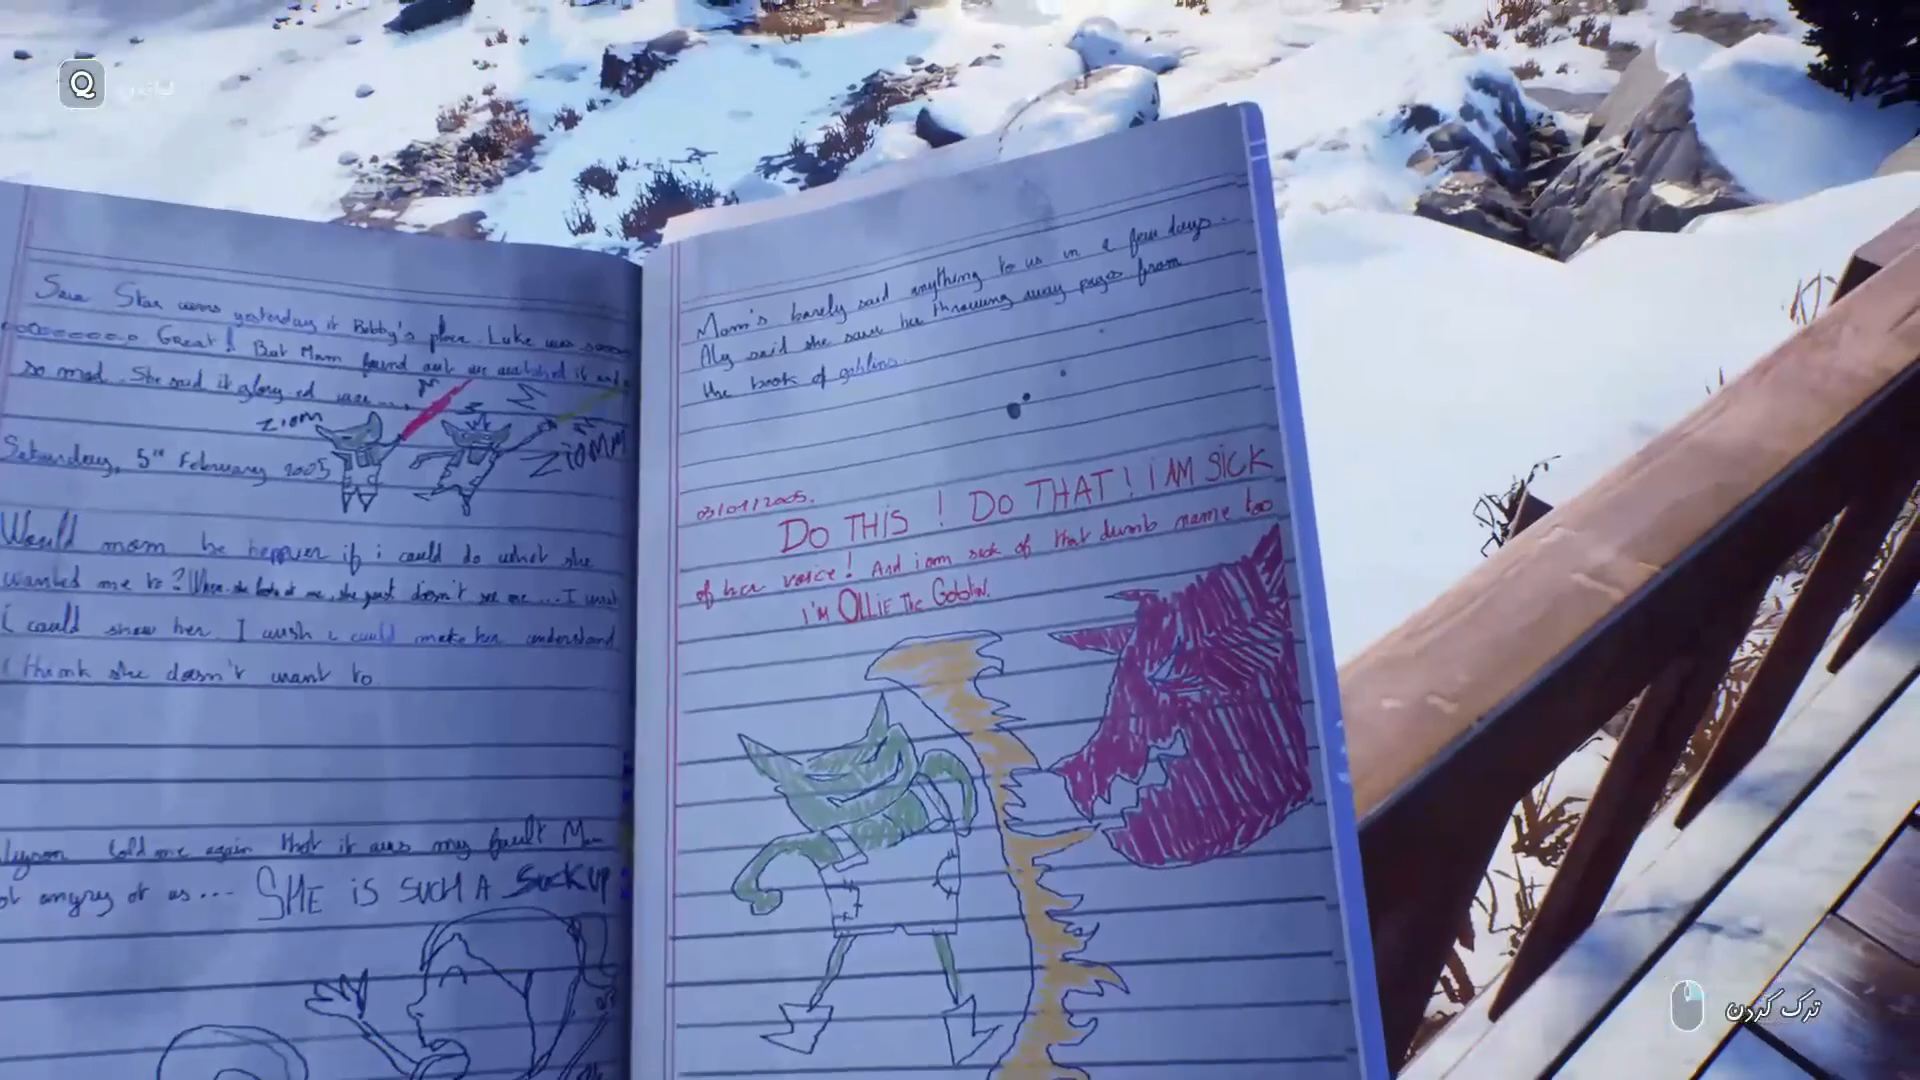 Q
Star wars yesterday at Bobby's place. Luke was soooo
oooooooooo Great! But Mom found out we watched it and
so mad. She said it glory-ed war...
ZIOM
ZIOMM
Saturday, 5th February 2005
Would mom be happier if i could do what she
wanted me to? When she looks at me, she just doesn't see me... I wish
i could show her. I wish i could make her understand
i think she doesn't want to.
told me again that it was my fault Mom
angry at us... SHE IS SUCH A SUCK UP
Mom's barely said anything to us in a few days.
Aly said she saw her throwing away pages from
the book of goblins.
03/01/2005.
DO THIS! DO THAT! I AM SICK
of her voice! And i am sick of that dumb name too
I'M OLLIE The Goblin.
ترک کردن